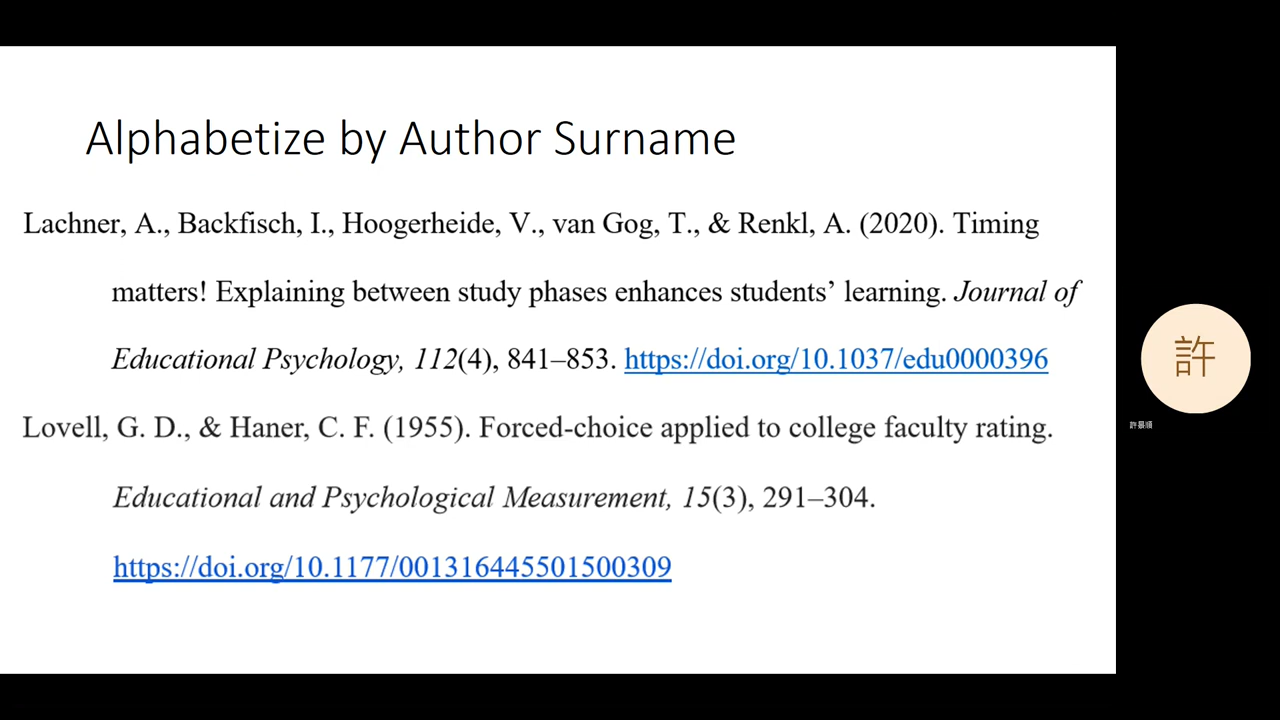 Alphabetize by Author Surname
Lachner, A., Backfisch, I., Hoogerheide, V., van Gog, T., & Renkl, A. (2020). Timing
matters! Explaining between study phases enhances students’ learning. Journal of
Educational Psychology, 112(4), 841–853. https://doi.org/10.1037/edu0000396
Lovell, G. D., & Haner, C. F. (1955). Forced-choice applied to college faculty rating.
Educational and Psychological Measurement, 15(3), 291–304.
https://doi.org/10.1177/001316445501500309
許
許景順